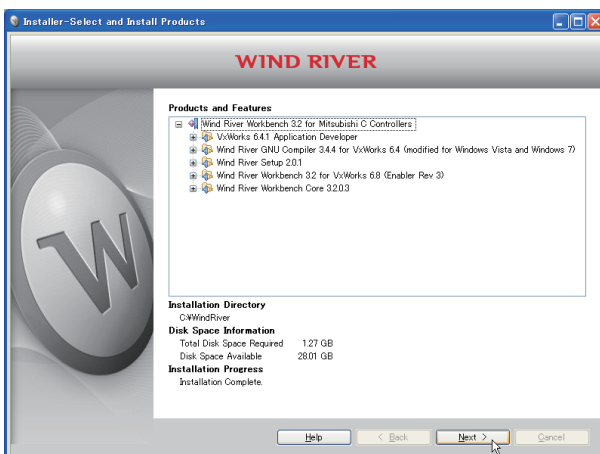 Installer-Select and Install Products
WIND RIVER
Products and Features
Wind River Workbench 3.2 for Mitsubishi C Controllers
VxWorks 6.4.1 Application Developer
Wind River GNU Compiler 3.4.4 for VxWorks 6.4 (modified for Windows Vista and Windows 7)
Wind River Setup 2.0.1
Wind River Workbench 3.2 for VxWorks 6.8 (Enabler Rev 3)
Wind River Workbench Core 3.2.0.3
W
Installation Directory
C:¥WindRiver
Disk Space Information
Total Disk Space Required 1.27 GB
Disk Space Available 28.01 GB
Installation Progress
Installation Complete.
Help < Back Next > Cancel